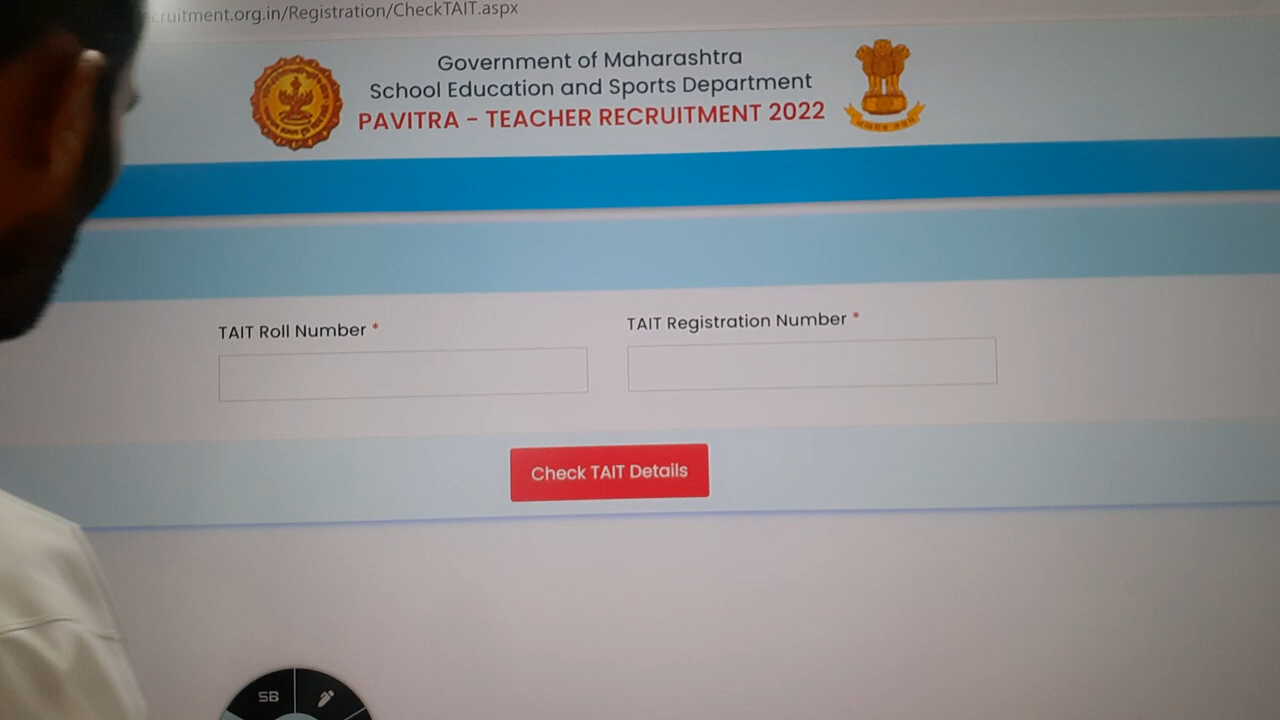 ecruitment.org.in/Registration/CheckTAIT.aspx
Government of Maharashtra
School Education and Sports Department
PAVITRA - TEACHER RECRUITMENT 2022
TAIT Roll Number *
TAIT Registration Number *
Check TAIT Details
SB